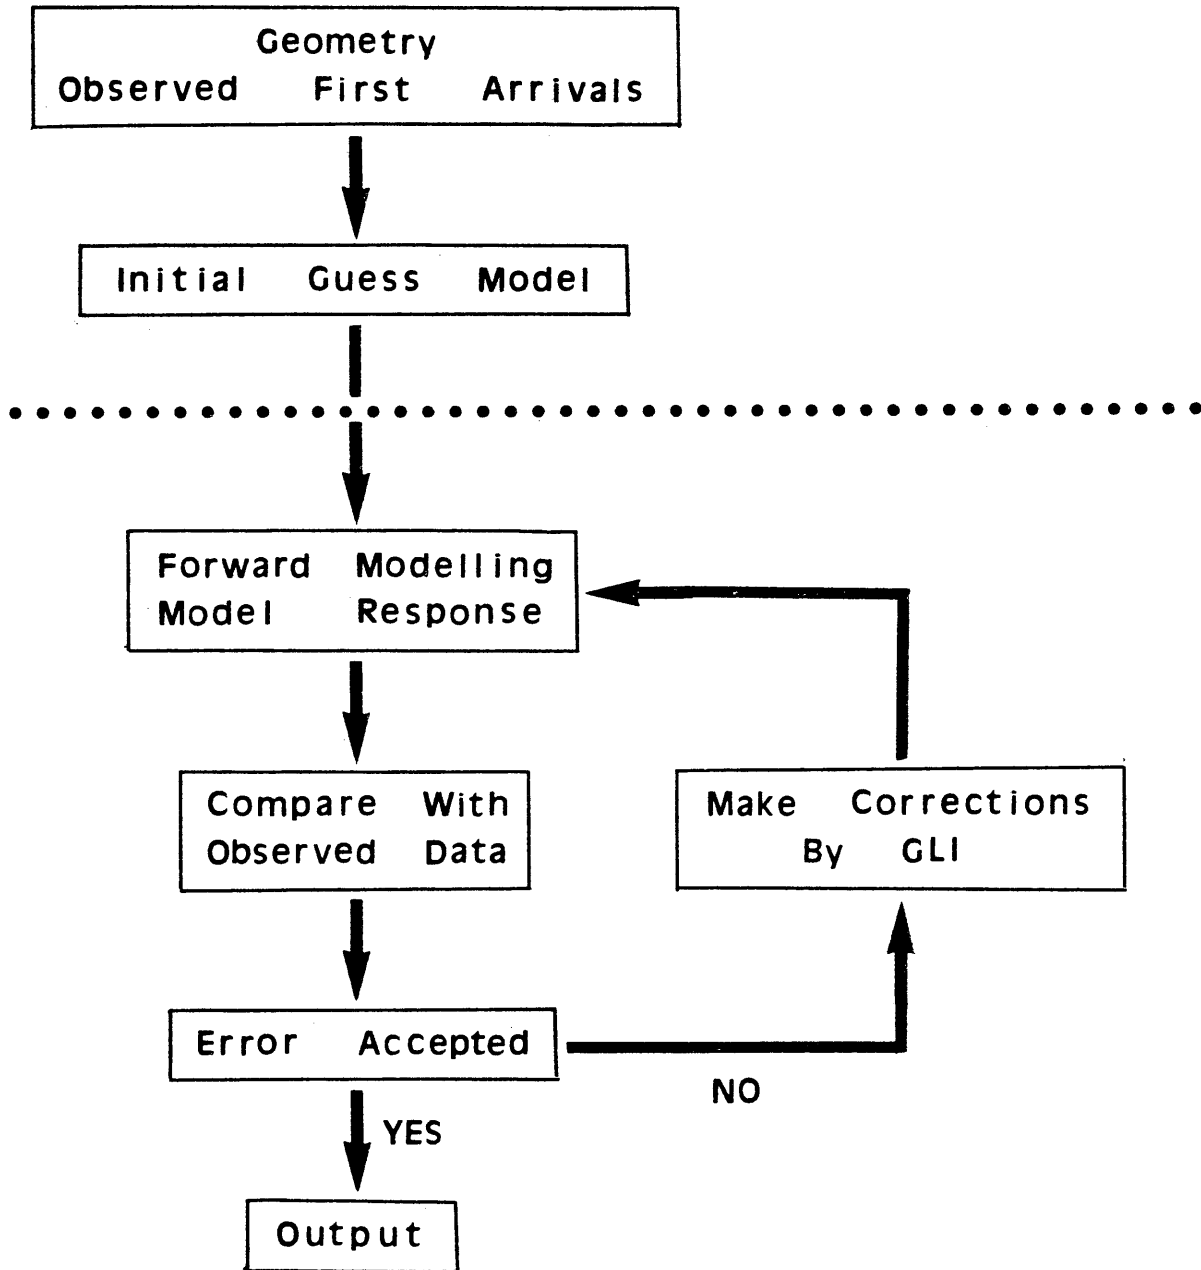 Geometry
Observed First Arrivals
Initial Guess Model
Forward Modelling
Model Response
Compare With
Observed Data
Make Corrections
By GLI
Error Accepted
NO
YES
Output